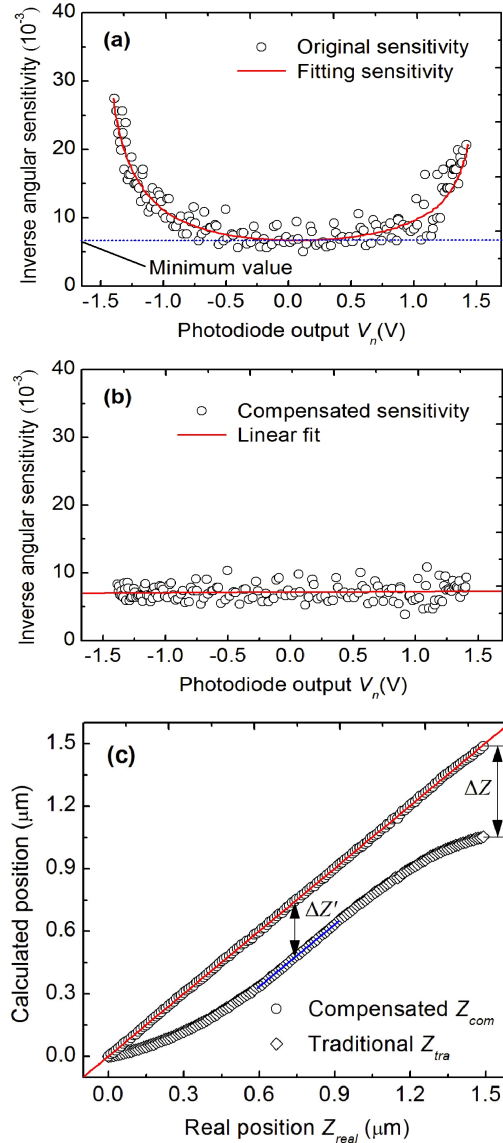 (a)
Original sensitivity
Fitting sensitivity
Minimum value
Inverse angular sensitivity (10⁻³)
40
30
20
10
0
-1.5 -1.0 -0.5 0.0 0.5 1.0 1.5
Photodiode output Vₙ(V)
(b)
Compensated sensitivity
Linear fit
Inverse angular sensitivity (10⁻³)
40
30
20
10
0
-1.5 -1.0 -0.5 0.0 0.5 1.0 1.5
Photodiode output Vₙ(V)
(c)
ΔZ
ΔZ'
Compensated Z_com
Traditional Z_tra
Calculated position (μm)
1.5
1.2
0.9
0.6
0.3
0.0
0.0 0.3 0.6 0.9 1.2 1.5
Real position Z_real (μm)